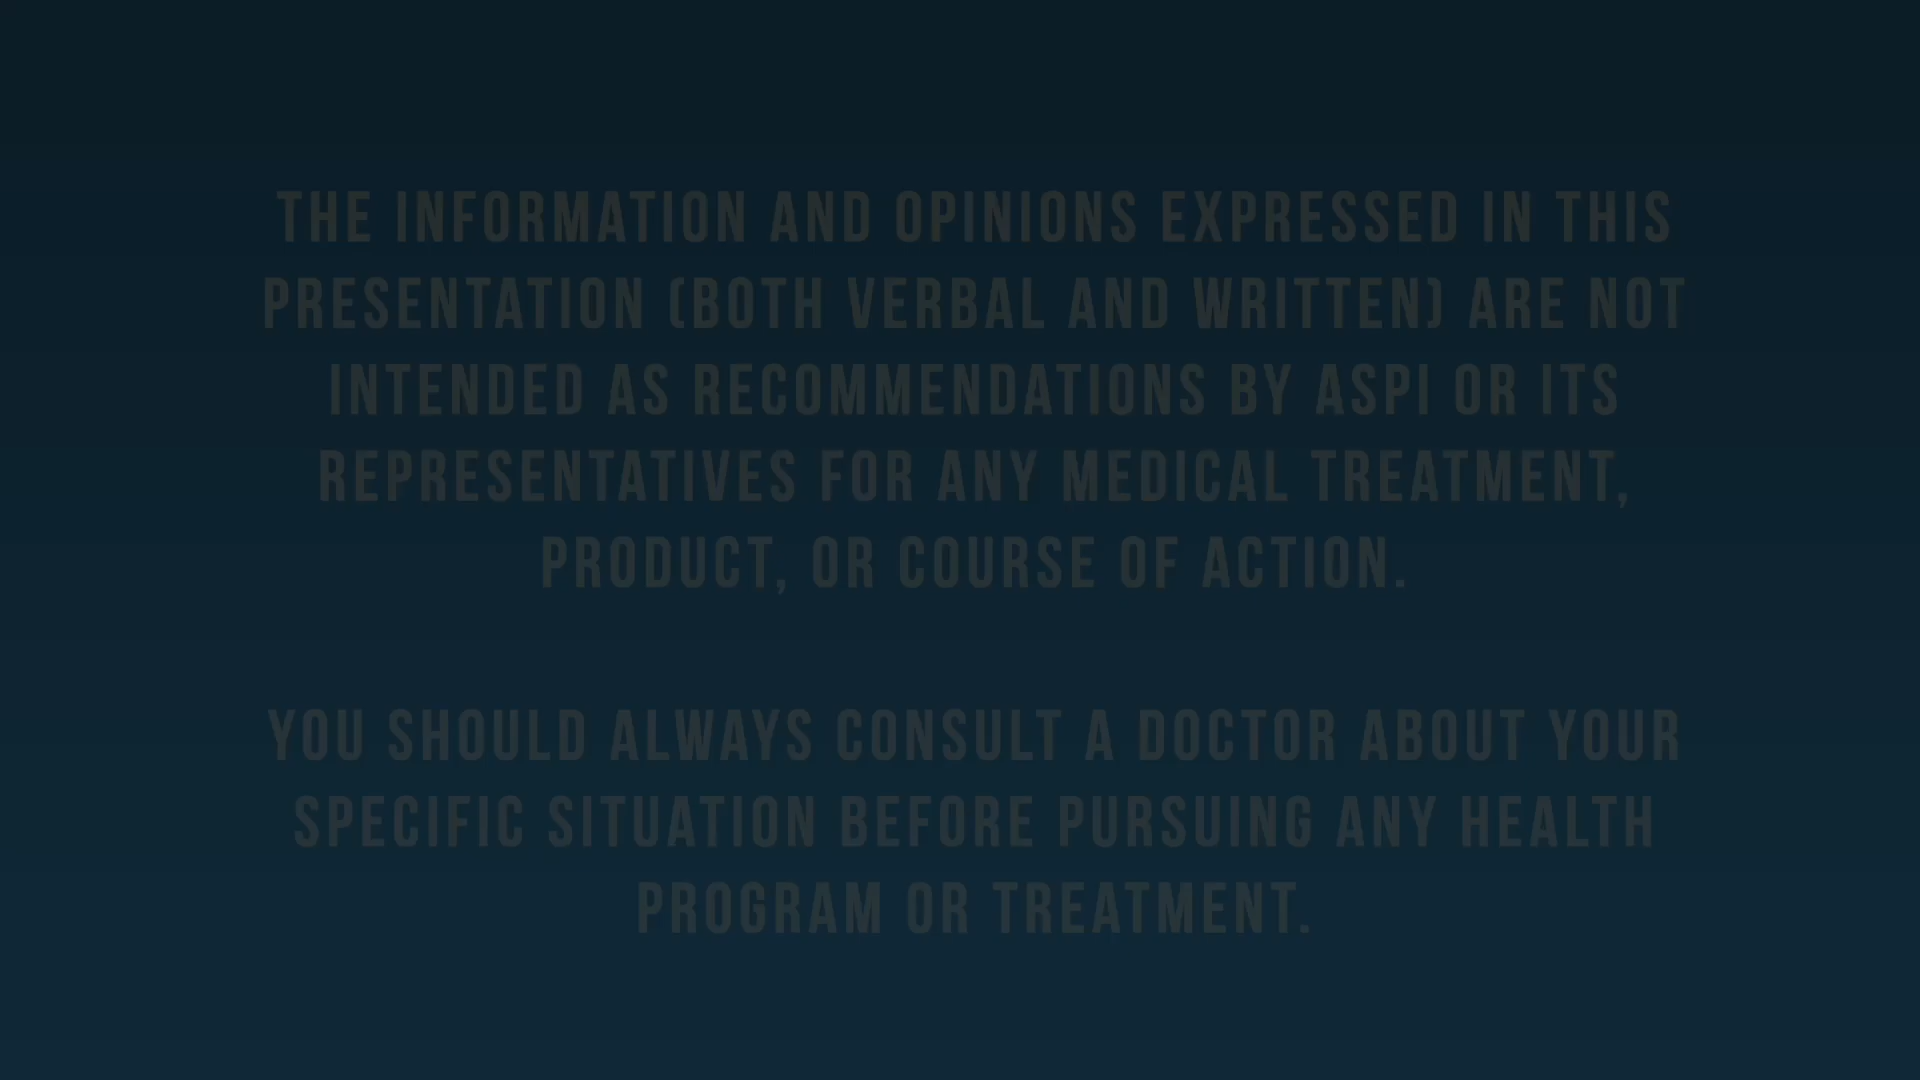 THE INFORMATION AND OPINIONS EXPRESSED IN THIS
PRESENTATION (BOTH VERBAL AND WRITTEN) ARE NOT
INTENDED AS RECOMMENDATIONS BY ASPI OR ITS
REPRESENTATIVES FOR ANY MEDICAL TREATMENT,
PRODUCT, OR COURSE OF ACTION.
YOU SHOULD ALWAYS CONSULT A DOCTOR ABOUT YOUR
SPECIFIC SITUATION BEFORE PURSUING ANY HEALTH
PROGRAM OR TREATMENT.